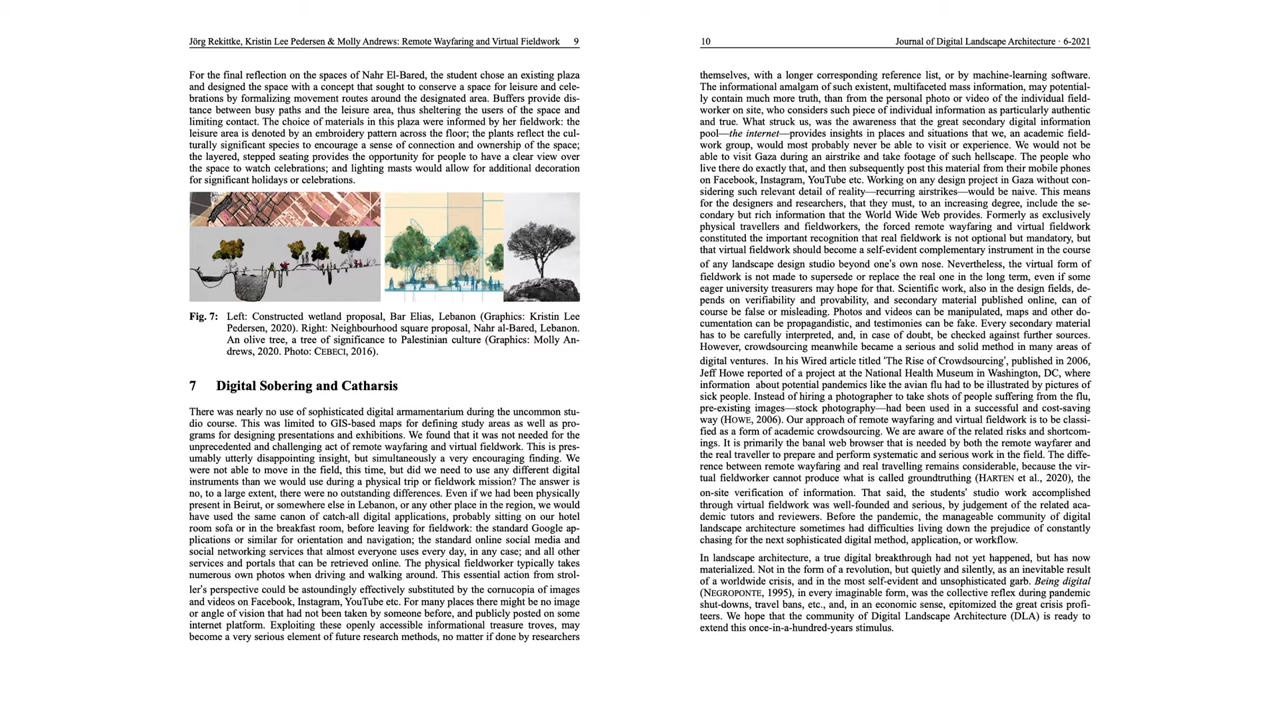 Jörg Rekittke, Kristin Lee Pedersen & Molly Andrews: Remote Wayfaring and Virtual Fieldwork 9
For the final reflection on the spaces of Nahr El-Bared, the student chose an existing plaza
and designed the space with a concept that sought to conserve a space for leisure and cele-
brations by formalizing movement routes around the designated area. Buffers provide dis-
tance between busy paths and the leisure area, thus sheltering the users of the space and
limiting contact. The choice of materials in this plaza were informed by her fieldwork: the
leisure area is denoted by an embroidery pattern across the floor; the plants reflect the cul-
turally significant species to encourage a sense of connection and ownership of the space;
the layered, stepped seating provides the opportunity for people to have a clear view over
the space to watch celebrations; and lighting masts would allow for additional decoration
for significant holidays or celebrations.
Fig. 7: Left: Constructed wetland proposal, Bar Elias, Lebanon (Graphics: Kristin Lee
Pedersen, 2020). Right: Neighbourhood square proposal, Nahr al-Bared, Lebanon.
An olive tree, a tree of significance to Palestinian culture (Graphics: Molly An-
drews, 2020. Photo: CEBECI, 2016).
7 Digital Sobering and Catharsis
There was nearly no use of sophisticated digital armamentarium during the uncommon stu-
dio course. This was limited to GIS-based maps for defining study areas as well as pro-
grams for designing presentations and exhibitions. We found that it was not needed for the
unprecedented and challenging act of remote wayfaring and virtual fieldwork. This is pres-
umably utterly disappointing insight, but simultaneously a very encouraging finding. We
were not able to move in the field, this time, but did we need to use any different digital
instruments than we would use during a physical trip or fieldwork mission? The answer is
no, to a large extent, there were no outstanding differences. Even if we had been physically
present in Beirut, or somewhere else in Lebanon, or any other place in the region, we would
have used the same canon of catch-all digital applications, probably sitting on our hotel
room sofa or in the breakfast room, before leaving for fieldwork: the standard Google ap-
plications or similar for orientation and navigation; the standard online social media and
social networking services that almost everyone uses every day, in any case; and all other
services and portals that can be retrieved online. The physical fieldworker typically takes
numerous own photos when driving and walking around. This essential action from strol-
ler's perspective could be astoundingly effectively substituted by the cornucopia of images
and videos on Facebook, Instagram, YouTube etc. For many places there might be no image
or angle of vision that had not been taken by someone before, and publicly posted on some
internet platform. Exploiting these openly accessible informational treasure troves, may
become a very serious element of future research methods, no matter if done by researchers
10 Journal of Digital Landscape Architecture · 6-2021
themselves, with a longer corresponding reference list, or by machine-learning software.
The informational amalgam of such existent, multifaceted mass information, may potential-
ly contain much more truth, than from the personal photo or video of the individual field-
worker on site, who considers such piece of individual information as particularly authentic
and true. What struck us, was the awareness that the great secondary digital information
pool—the internet—provides insights in places and situations that we, an academic field-
work group, would most probably never be able to visit or experience. We would not be
able to visit Gaza during an airstrike and take footage of such hellscape. The people who
live there do exactly that, and then subsequently post this material from their mobile phones
on Facebook, Instagram, YouTube etc. Working on any design project in Gaza without con-
sidering such relevant detail of reality—recurring airstrikes—would be naive. This means
for the designers and researchers, that they must, to an increasing degree, include the se-
condary but rich information that the World Wide Web provides. Formerly as exclusively
physical travellers and fieldworkers, the forced remote wayfaring and virtual fieldwork
constituted the important recognition that real fieldwork is not optional but mandatory, but
that virtual fieldwork should become a self-evident complementary instrument in the course
of any landscape design studio beyond one's own nose. Nevertheless, the virtual form of
fieldwork is not made to supersede or replace the real one in the long term, even if some
eager university treasurers may hope for that. Scientific work, also in the design fields, de-
pends on verifiability and provability, and secondary material published online, can of
course be false or misleading. Photos and videos can be manipulated, maps and other do-
cumentation can be propagandistic, and testimonies can be fake. Every secondary material
has to be carefully interpreted, and, in case of doubt, be checked against further sources.
However, crowdsourcing meanwhile became a serious and solid method in many areas of
digital ventures. In his Wired article titled 'The Rise of Crowdsourcing', published in 2006,
Jeff Howe reported of a project at the National Health Museum in Washington, DC, where
information about potential pandemics like the avian flu had to be illustrated by pictures of
sick people. Instead of hiring a photographer to take shots of people suffering from the flu,
pre-existing images—stock photography—had been used in a successful and cost-saving
way (HOWE, 2006). Our approach of remote wayfaring and virtual fieldwork is to be classi-
fied as a form of academic crowdsourcing. We are aware of the related risks and shortcom-
ings. It is primarily the banal web browser that is needed by both the remote wayfarer and
the real traveller to prepare and perform systematic and serious work in the field. The diffe-
rence between remote wayfaring and real travelling remains considerable, because the vir-
tual fieldworker cannot produce what is called groundtruthing (HARTEN et al., 2020), the
on-site verification of information. That said, the students' studio work accomplished
through virtual fieldwork was well-founded and serious, by judgement of the related aca-
demic tutors and reviewers. Before the pandemic, the manageable community of digital
landscape architecture sometimes had difficulties living down the prejudice of constantly
chasing for the next sophisticated digital method, application, or workflow.
In landscape architecture, a true digital breakthrough had not yet happened, but has now
materialized. Not in the form of a revolution, but quietly and silently, as an inevitable result
of a worldwide crisis, and in the most self-evident and unsophisticated garb. Being digital
(NEGROPONTE, 1995), in every imaginable form, was the collective reflex during pandemic
shut-downs, travel bans, etc., and, in an economic sense, epitomized the great crisis profi-
teers. We hope that the community of Digital Landscape Architecture (DLA) is ready to
extend this once-in-a-hundred-years stimulus.